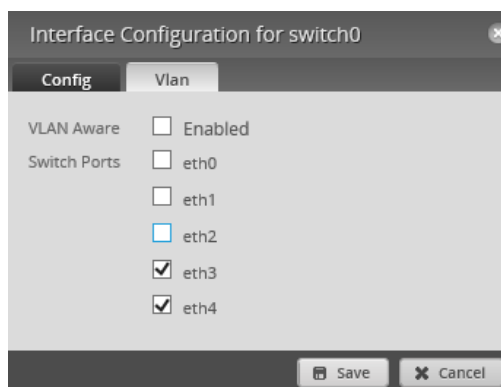 Interface Configuration for switch0
Config
Vlan
VLAN Aware
Enabled
Switch Ports
eth0
eth1
eth2
eth3
eth4
Save
Cancel